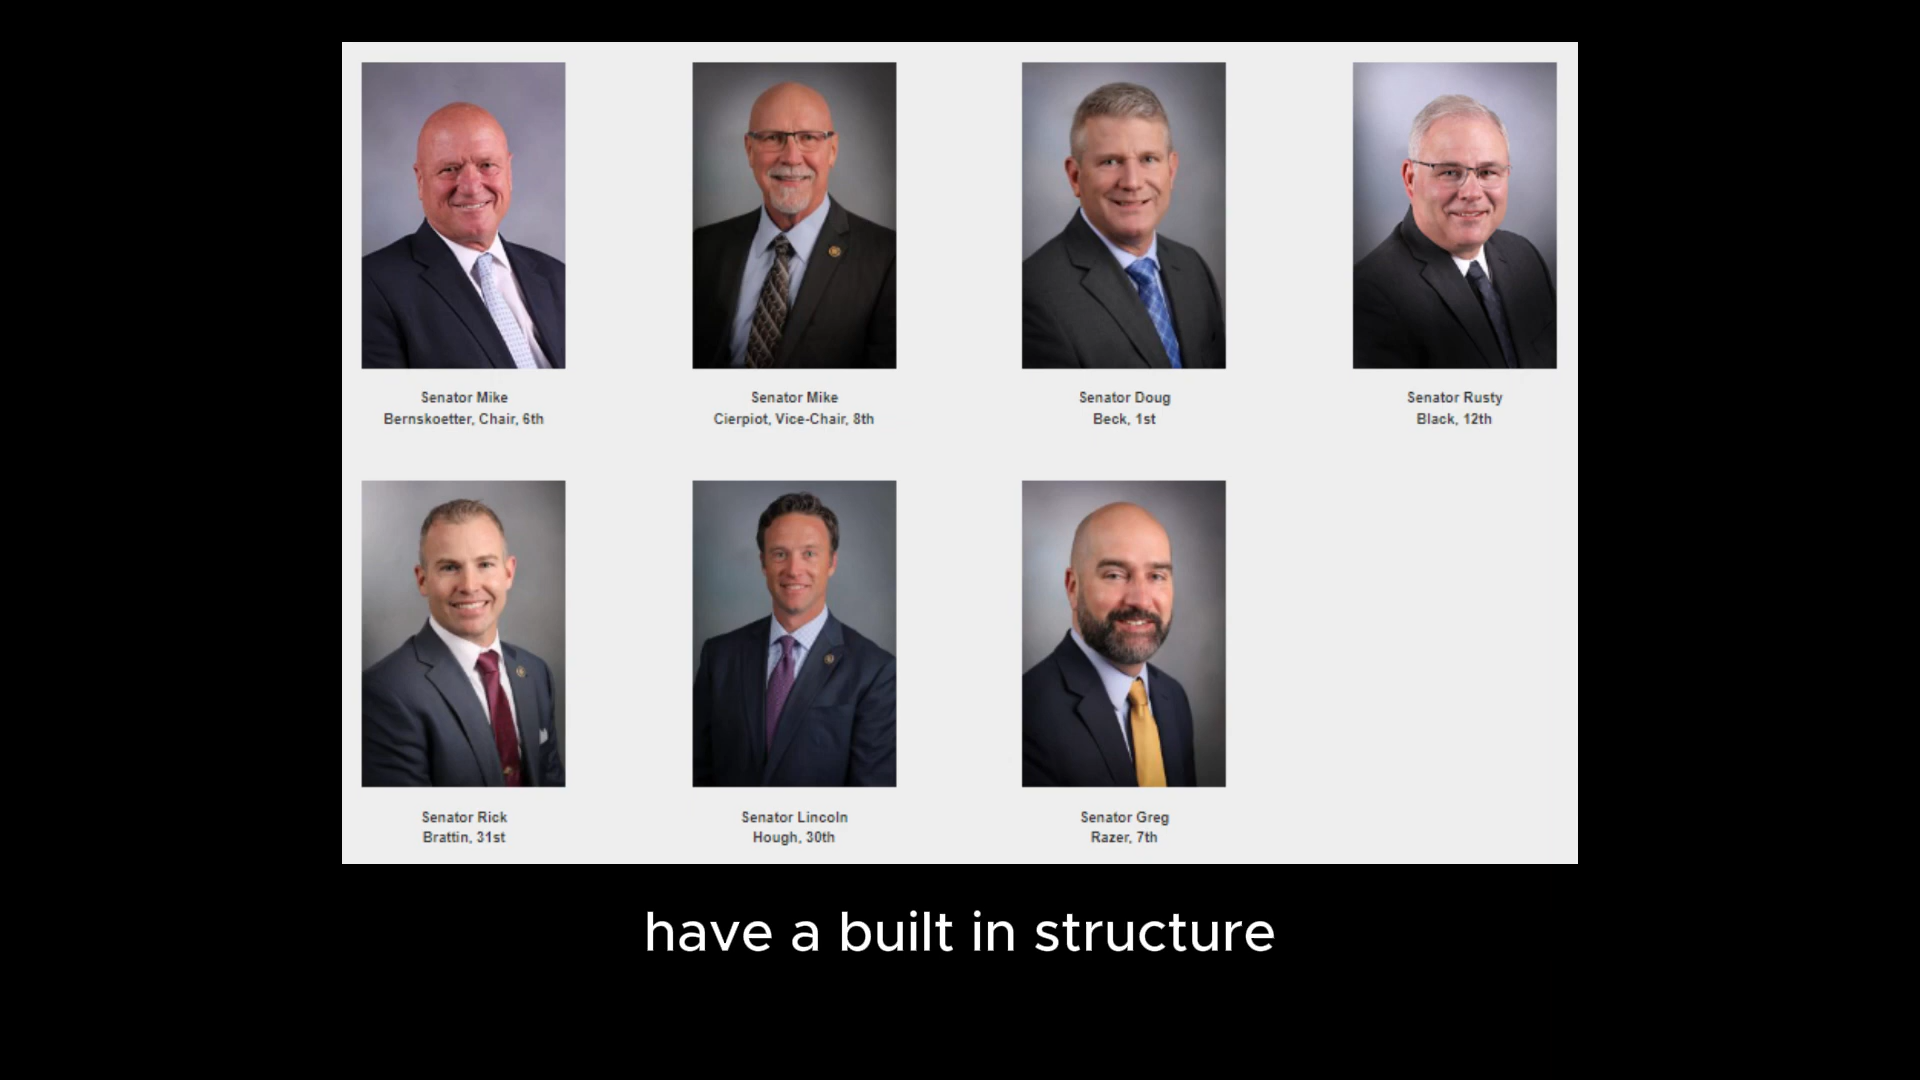 Senator Mike
Bernskoetter, Chair, 6th
Senator Mike
Cierpiot, Vice-Chair, 8th
Senator Doug
Beck, 1st
Senator Rusty
Black, 12th
Senator Rick
Brattin, 31st
Senator Lincoln
Hough, 30th
Senator Greg
Razer, 7th
have a built in structure